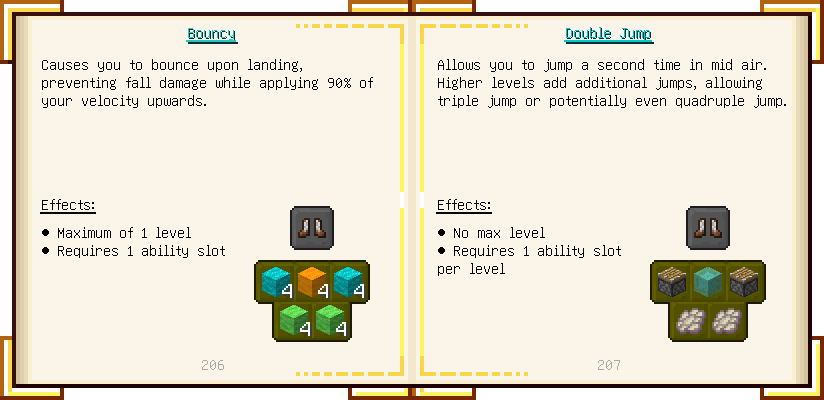 Bouncy
Causes you to bounce upon landing,
preventing fall damage while applying 90% of
your velocity upwards.
Effects:
● Maximum of 1 level
● Requires 1 ability slot
4 4 4
4 4
206
Double Jump
Allows you to jump a second time in mid air.
Higher levels add additional jumps, allowing
triple jump or potentially even quadruple jump.
Effects:
● No max level
● Requires 1 ability slot
per level
207